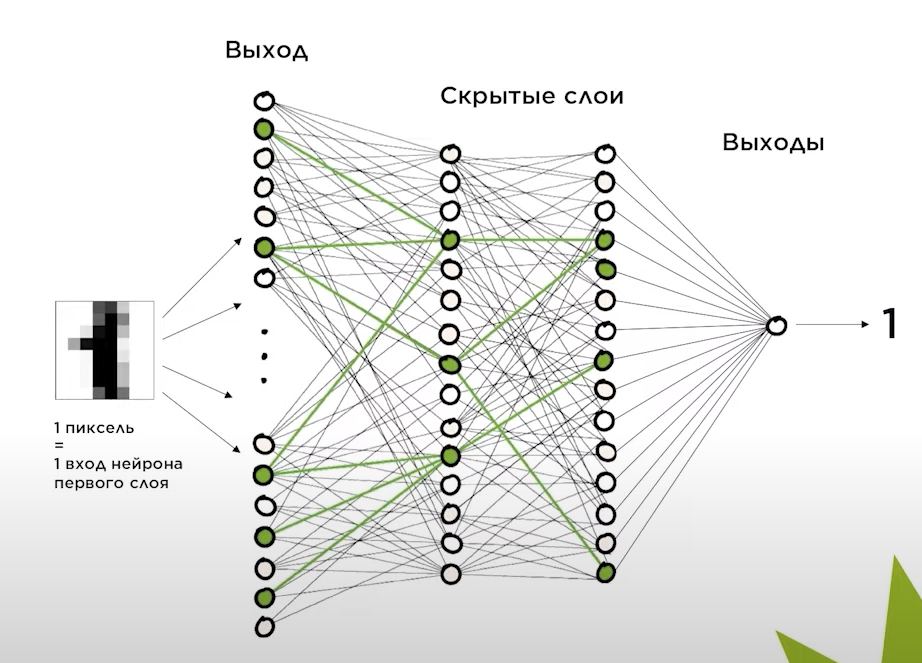 Выход
Скрытые слои
Выходы
1
1 пиксель
=
1 вход нейрона
первого слоя